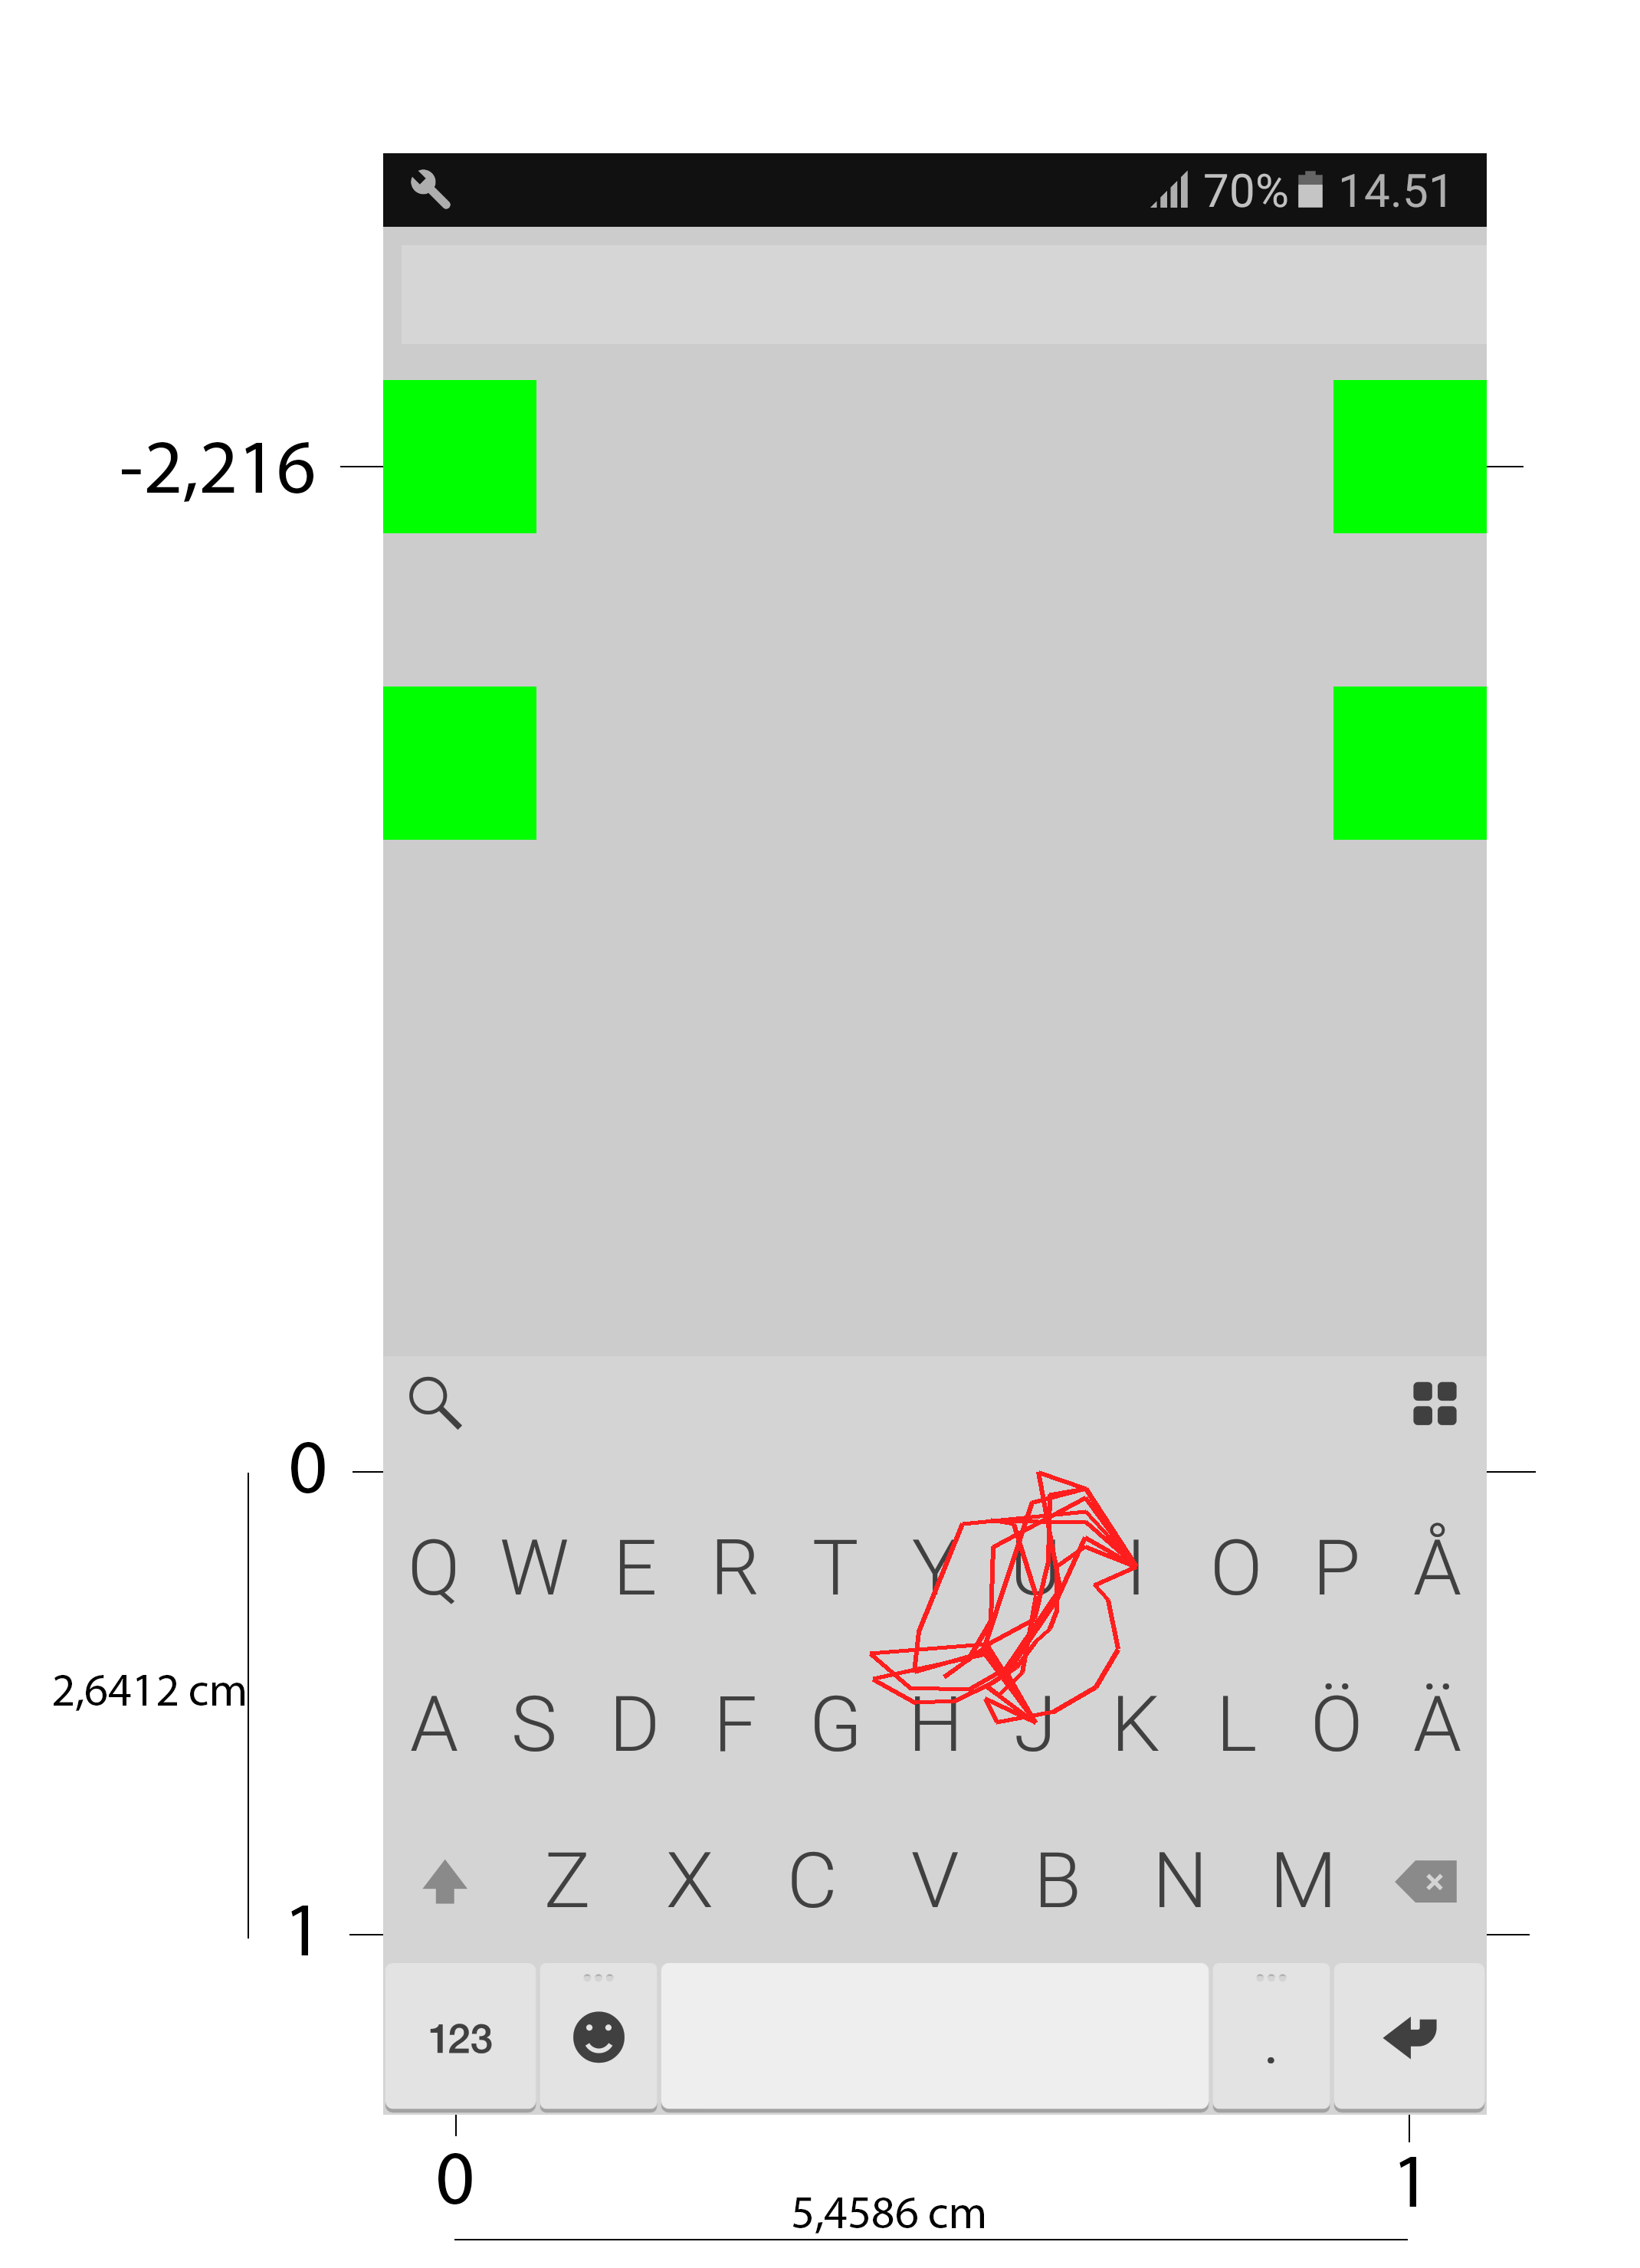 70% 14.51
-2,216
0
Q W E R T Y U I O P Å
2,6412 cm
A S D F G H J K L Ö Ä
Z X C V B N M
1
123 .
0 1
5,4586 cm